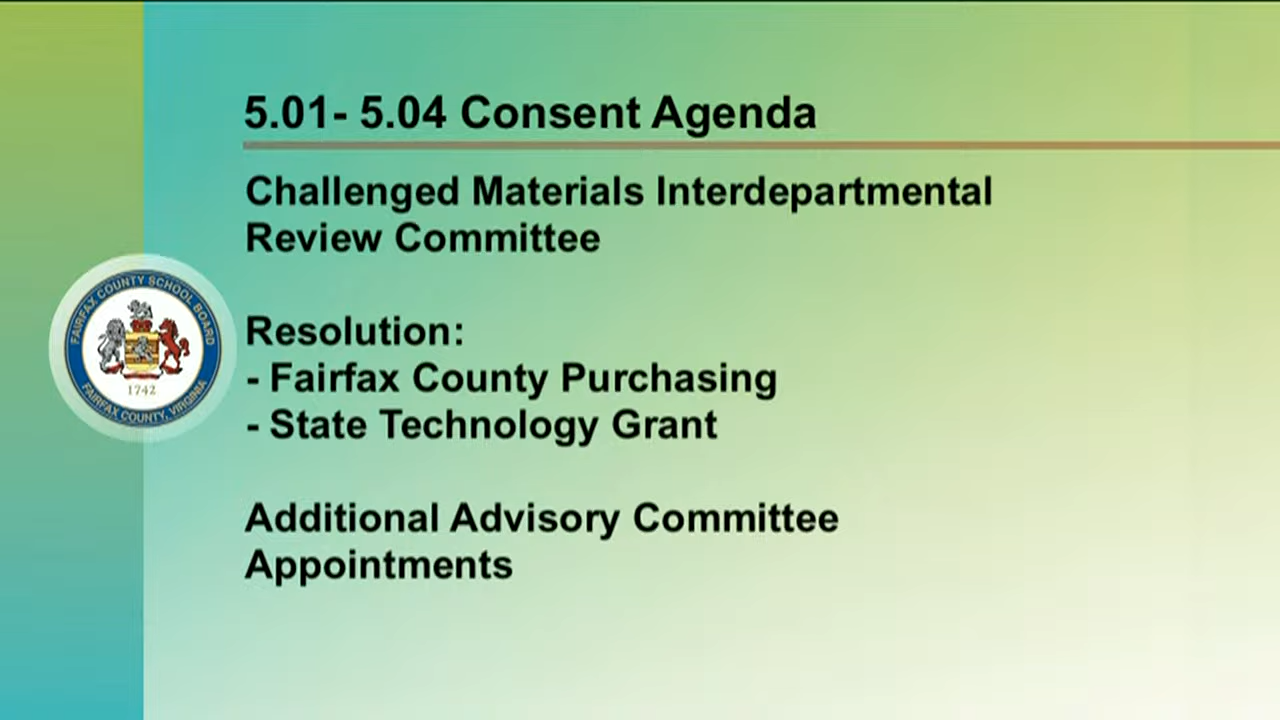 5.01- 5.04 Consent Agenda
Challenged Materials Interdepartmental
Review Committee
FAIRFAX COUNTY SCHOOL BOARD
1742
FAIRFAX COUNTY, VIRGINIA
Resolution:
- Fairfax County Purchasing
- State Technology Grant
Additional Advisory Committee
Appointments